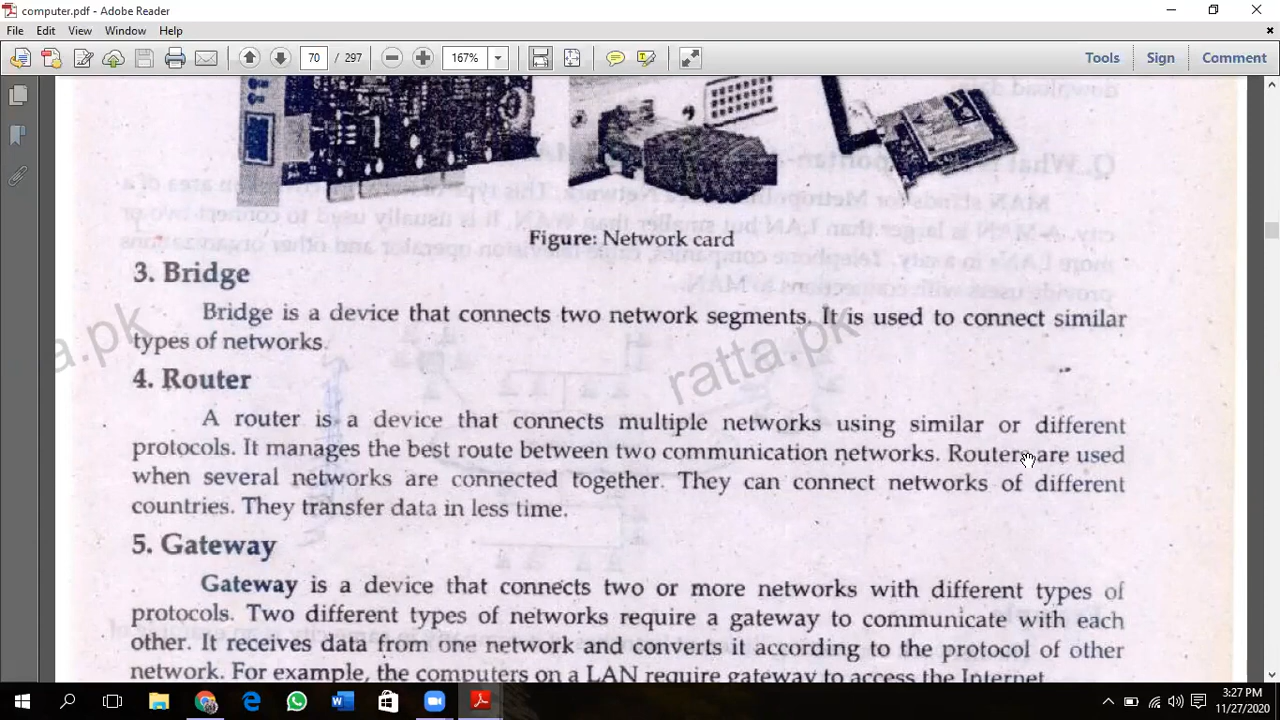 computer.pdf - Adobe Reader
File Edit View Window Help
70 / 297 167% Tools Sign Comment
Figure: Network card
3. Bridge
Bridge is a device that connects two network segments. It is used to connect similar
types of networks.
ratta.pk
4. Router
A router is a device that connects multiple networks using similar or different
protocols. It manages the best route between two communication networks. Routers are used
when several networks are connected together. They can connect networks of different
countries. They transfer data in less time.
5. Gateway
Gateway is a device that connects two or more networks with different types of
protocols. Two different types of networks require a gateway to communicate with each
other. It receives data from one network and converts it according to the protocol of other
network. For example, the computers on a LAN require gateway to access the Internet.
3:27 PM
11/27/2020